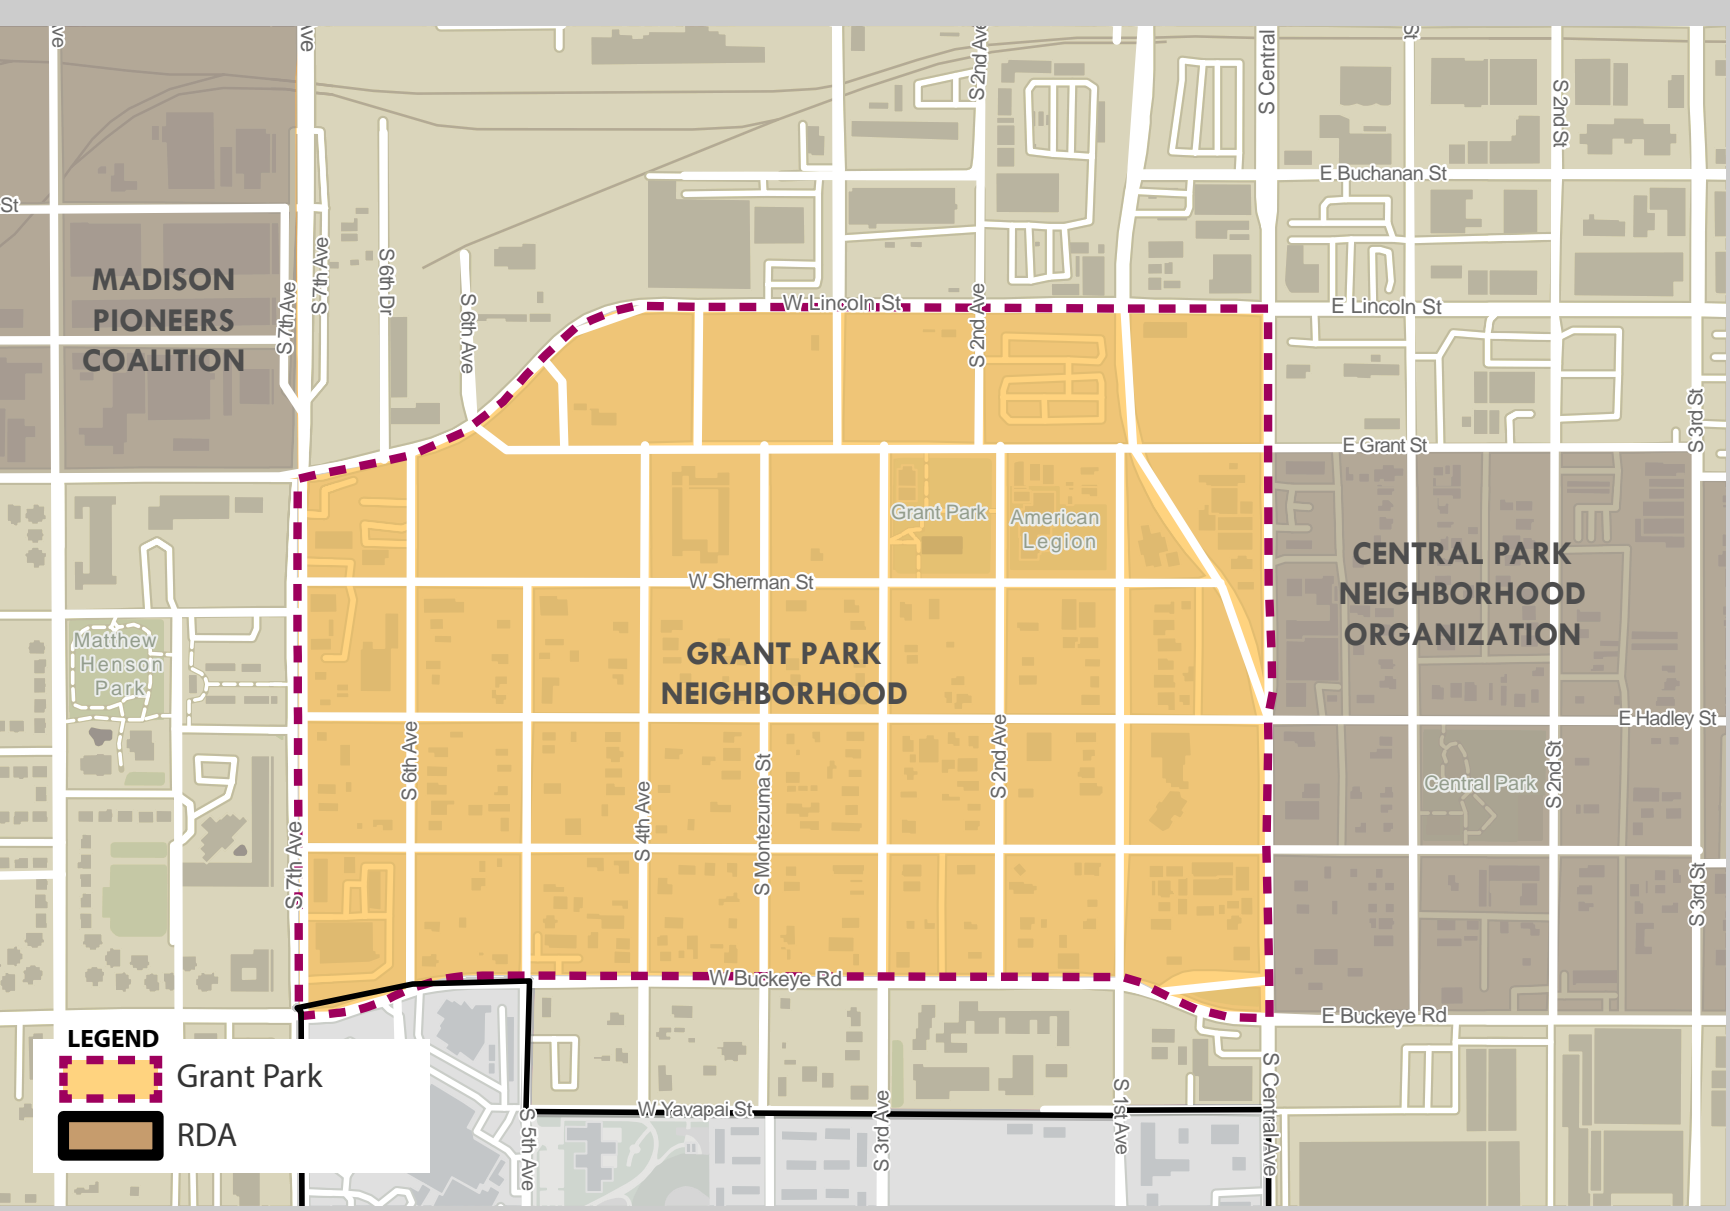 ve
Ave
S 2nd Ave
S Central
St
S 2nd St
E Buchanan St
St
S 7th Ave
S 7th Ave
S 6th Dr
S 6th Ave
MADISON
PIONEERS
COALITION
W Lincoln St
S 2nd Ave
E Lincoln St
S 3rd St
E Grant St
Grant Park
American
Legion
CENTRAL PARK
NEIGHBORHOOD
ORGANIZATION
W Sherman St
Matthew
Henson
Park
GRANT PARK
NEIGHBORHOOD
E Hadley St
S 6th Ave
S 4th Ave
S Montezuma St
S 2nd Ave
Central Park
S 2nd St
S 7th Ave
S 3rd St
W Buckeye Rd
E Buckeye Rd
LEGEND
Grant Park
RDA
W Yavapai St
S 5th Ave
S 3rd Ave
S 1st Ave
S Central Ave